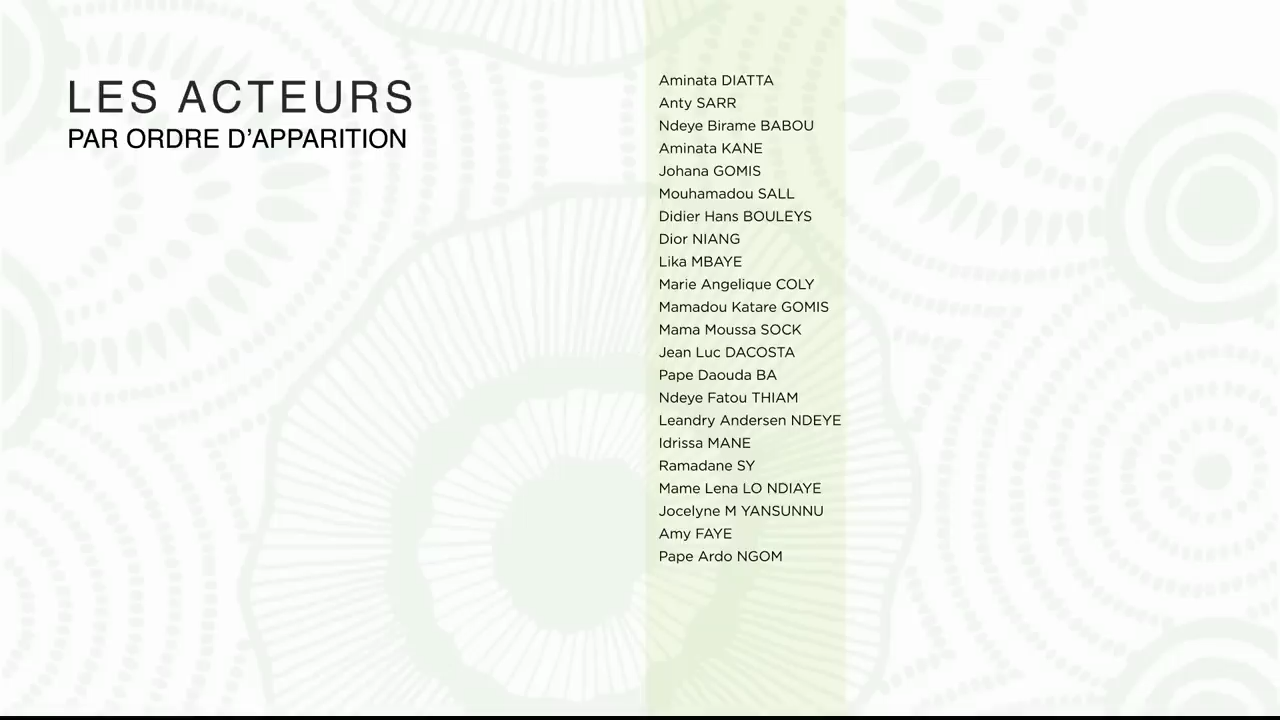 LES ACTEURS
PAR ORDRE D’APPARITION
Aminata DIATTA
Anty SARR
Ndeye Birame BABOU
Aminata KANE
Johana GOMIS
Mouhamadou SALL
Didier Hans BOULEYS
Dior NIANG
Lika MBAYE
Marie Angelique COLY
Mamadou Katare GOMIS
Mama Moussa SOCK
Jean Luc DACOSTA
Pape Daouda BA
Ndeye Fatou THIAM
Leandry Andersen NDEYE
Idrissa MANE
Ramadane SY
Mame Lena LO NDIAYE
Jocelyne M YANSUNNU
Amy FAYE
Pape Ardo NGOM